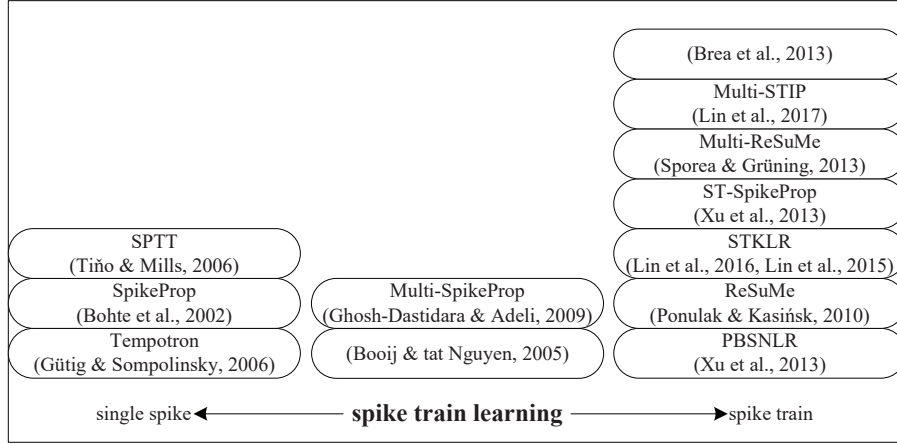 (Brea et al., 2013)
Multi-STIP
(Lin et al., 2017)
Multi-ReSuMe
(Sporea & Grüning, 2013)
ST-SpikeProp
(Xu et al., 2013)
SPTT
(Tiňo & Mills, 2006)
STKLR
(Lin et al., 2016, Lin et al., 2015)
SpikeProp
(Bohte et al., 2002)
Multi-SpikeProp
(Ghosh-Dastidara & Adeli, 2009)
ReSuMe
(Ponulak & Kasińsk, 2010)
Tempotron
(Gütig & Sompolinsky, 2006)
(Booij & tat Nguyen, 2005)
PBSNLR
(Xu et al., 2013)
single spike spike train learning spike train